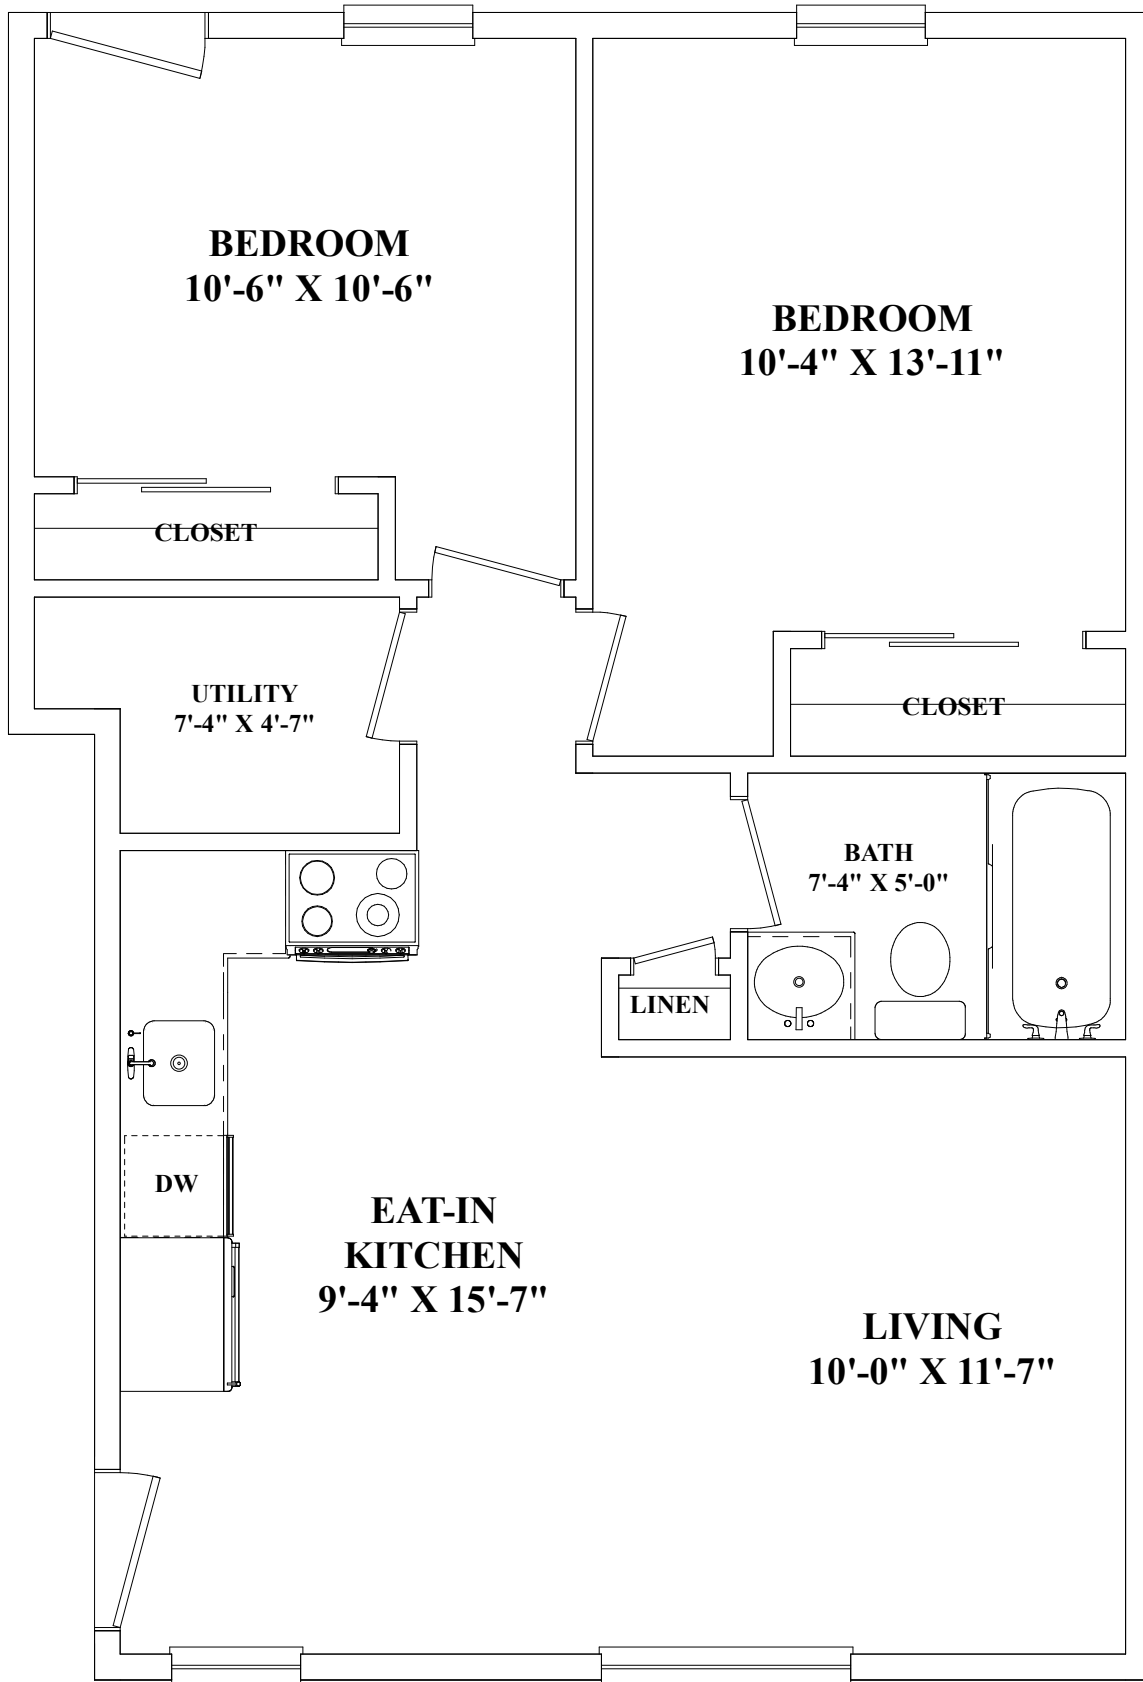 BEDROOM
10'-6" X 10'-6"
BEDROOM
10'-4" X 13'-11"
CLOSET
UTILITY
7'-4" X 4'-7"
CLOSET
BATH
7'-4" X 5'-0"
LINEN
DW
EAT-IN
KITCHEN
9'-4" X 15'-7"
LIVING
10'-0" X 11'-7"